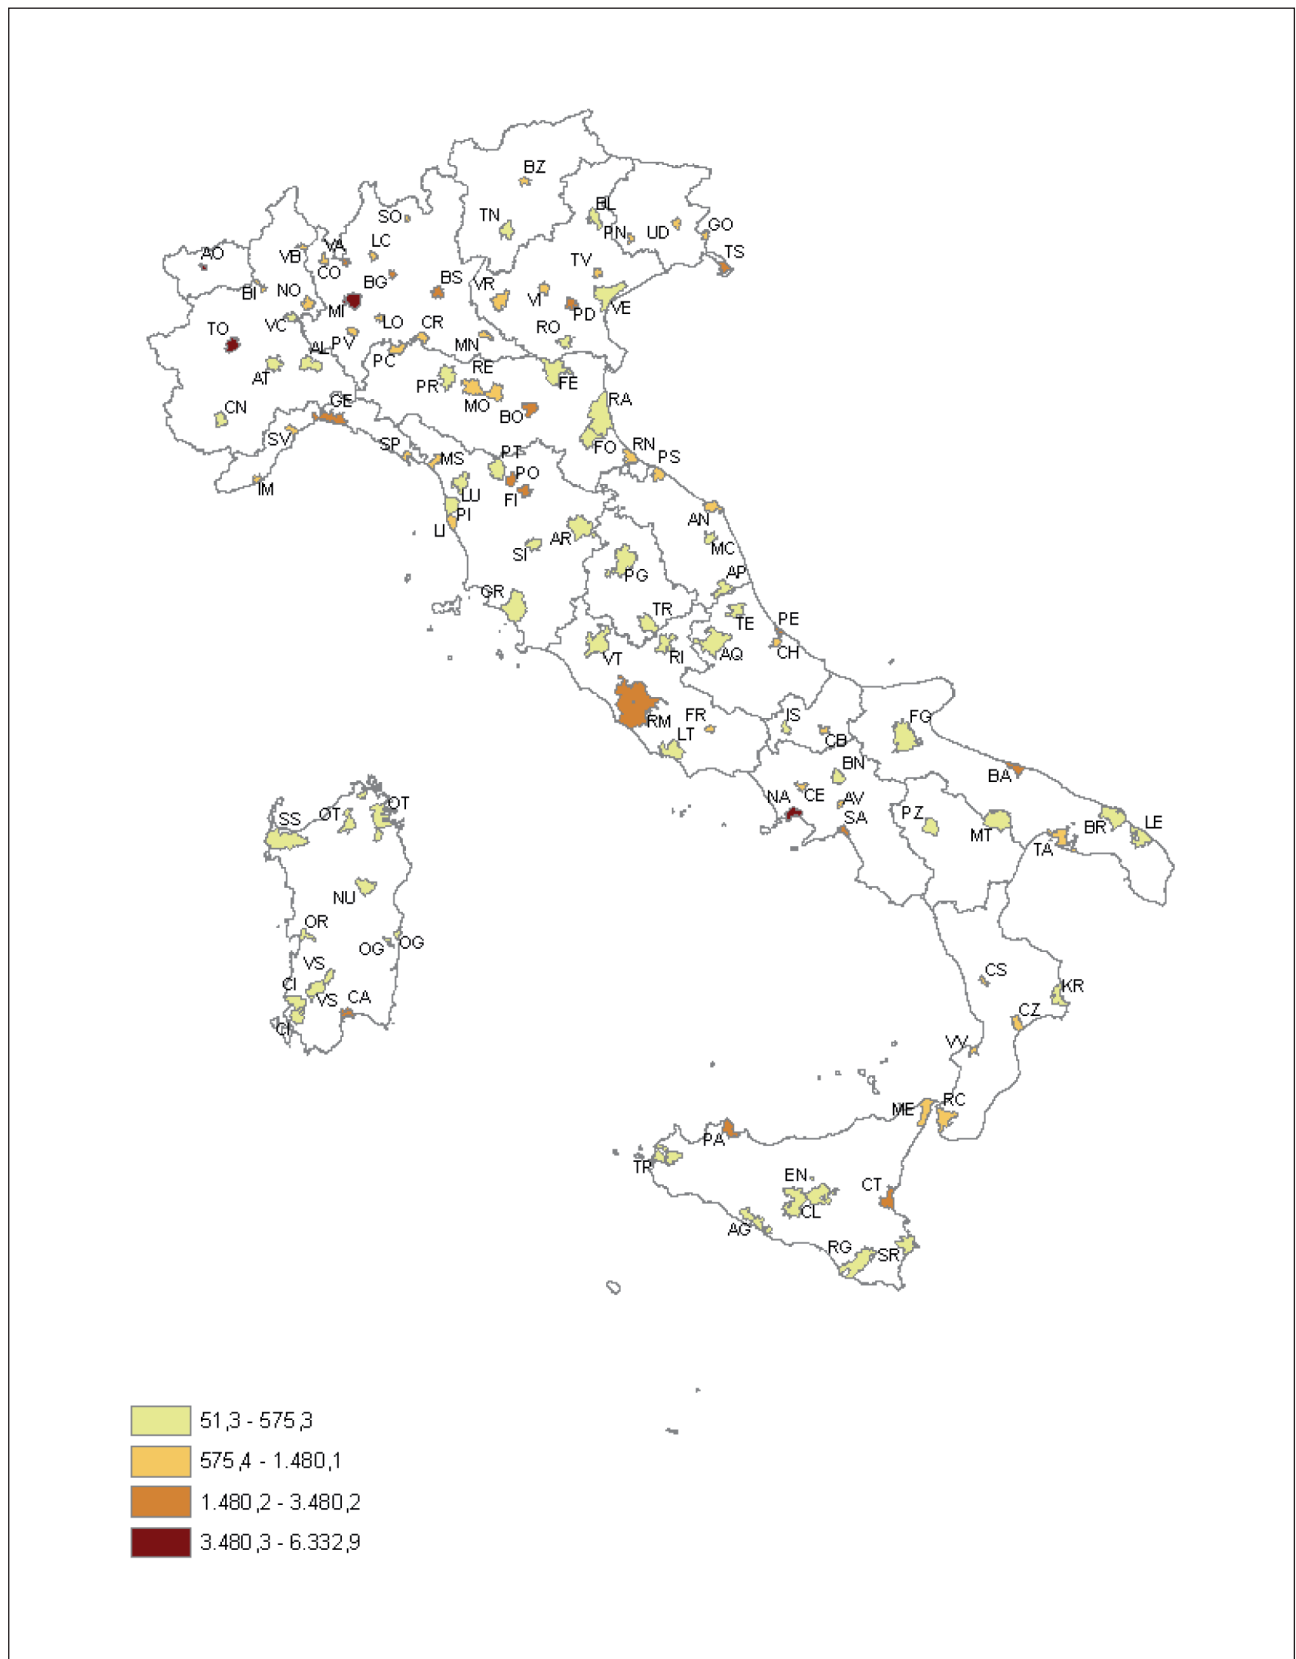 BZ
BL
SO
TN
PN
UD
GO
AO
VB
VA
LC
TS
CO
BG
BS
TV
BI
NO
VR
VI
MI
PD
VE
TO
VC
LO
CR
RO
AL
PV
MN
PC
AT
RE
PR
FE
CN
GE
MO
BO
RA
SV
SP
MS
PT
FO
RN
PS
IM
PO
LU
FI
PI
LI
AN
AR
SI
MC
PG
AP
GR
TR
TE
PE
VT
RI
AQ
CH
RM
FR
LT
IS
CB
FG
BN
BA
NA
CE
AV
SA
PZ
MT
TA
BR
LE
SS
OT
OT
NU
OR
OG
OG
VS
CI
VS
CA
CI
CS
KR
CZ
VV
ME
RC
PA
TP
EN
CL
CT
AG
RG
SR
51,3 - 575,3
575,4 - 1.480,1
1.480,2 - 3.480,2
3.480,3 - 6.332,9